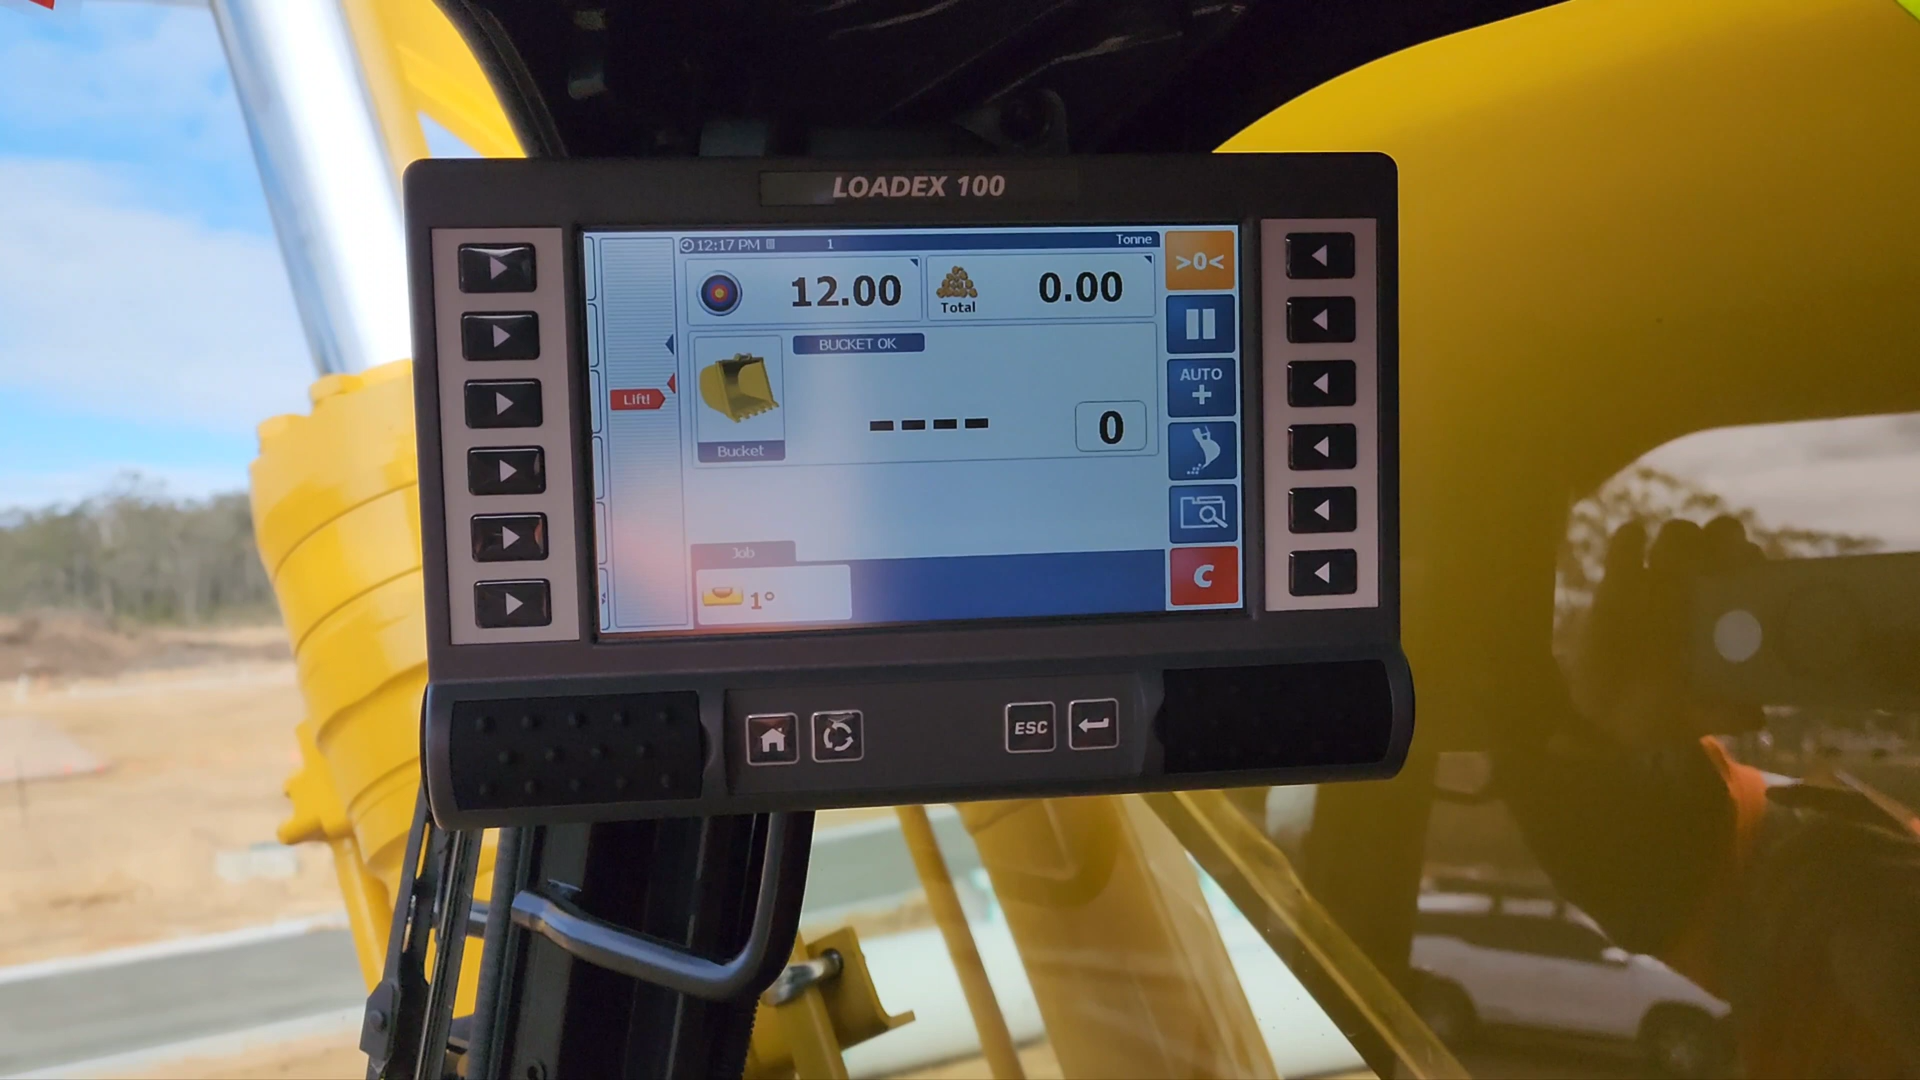 LOADEX 100
12:17 PM 1 Tonne
>0<
12.00
Total 0.00
BUCKET OK
AUTO
+
Lift!
---- 0
Bucket
Job
1°
C
ESC